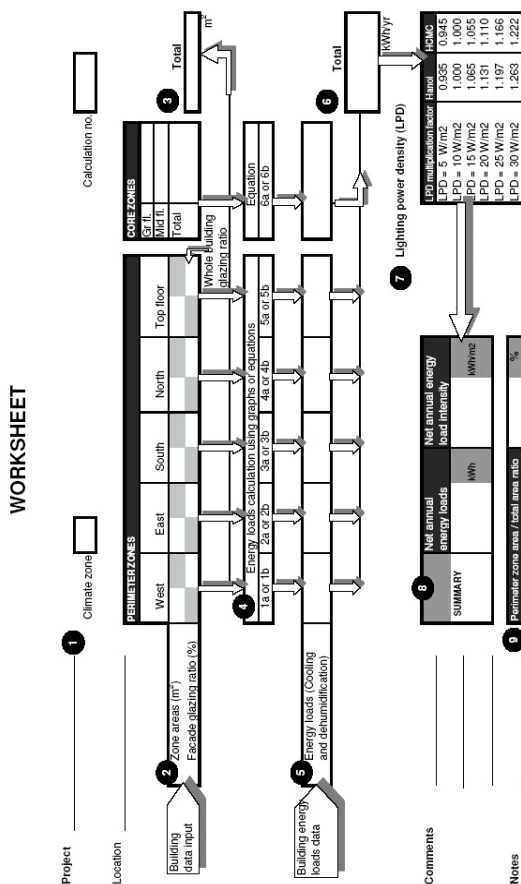 WORKSHEET
Project
Location
1
Climate zone
Calculation no.
PERIMETER ZONES
CORE ZONES
West
East
South
North
Top floor
Gr fl.
Mid fl.
Total
3
Total
m²
2
Building
data input
Zone areas (m²)
Facade glazing ratio (%)
Whole building
glazing ratio
4
Energy loads calculation using graphs or equations
Equation
1a or 1b
2a or 2b
3a or 3b
4a or 4b
5a or 5b
6a or 6b
5
Building energy
loads data
Energy loads (Cooling
and dehumidification)
6
Total
kWh/yr
7
Lighting power density (LPD)
LPD multiplication factor Hanoi HCMC
LPD = 5 W/m2 0.935 0.945
LPD = 10 W/m2 1.000 1.000
LPD = 15 W/m2 1.065 1.055
LPD = 20 W/m2 1.131 1.110
LPD = 25 W/m2 1.197 1.166
LPD = 30 W/m2 1.263 1.222
Comments
8
SUMMARY
Net annual
energy loads
kWh
Net annual energy
load intensity
kWh/m2
Notes
9
Perimeter zone area / total area ratio
%